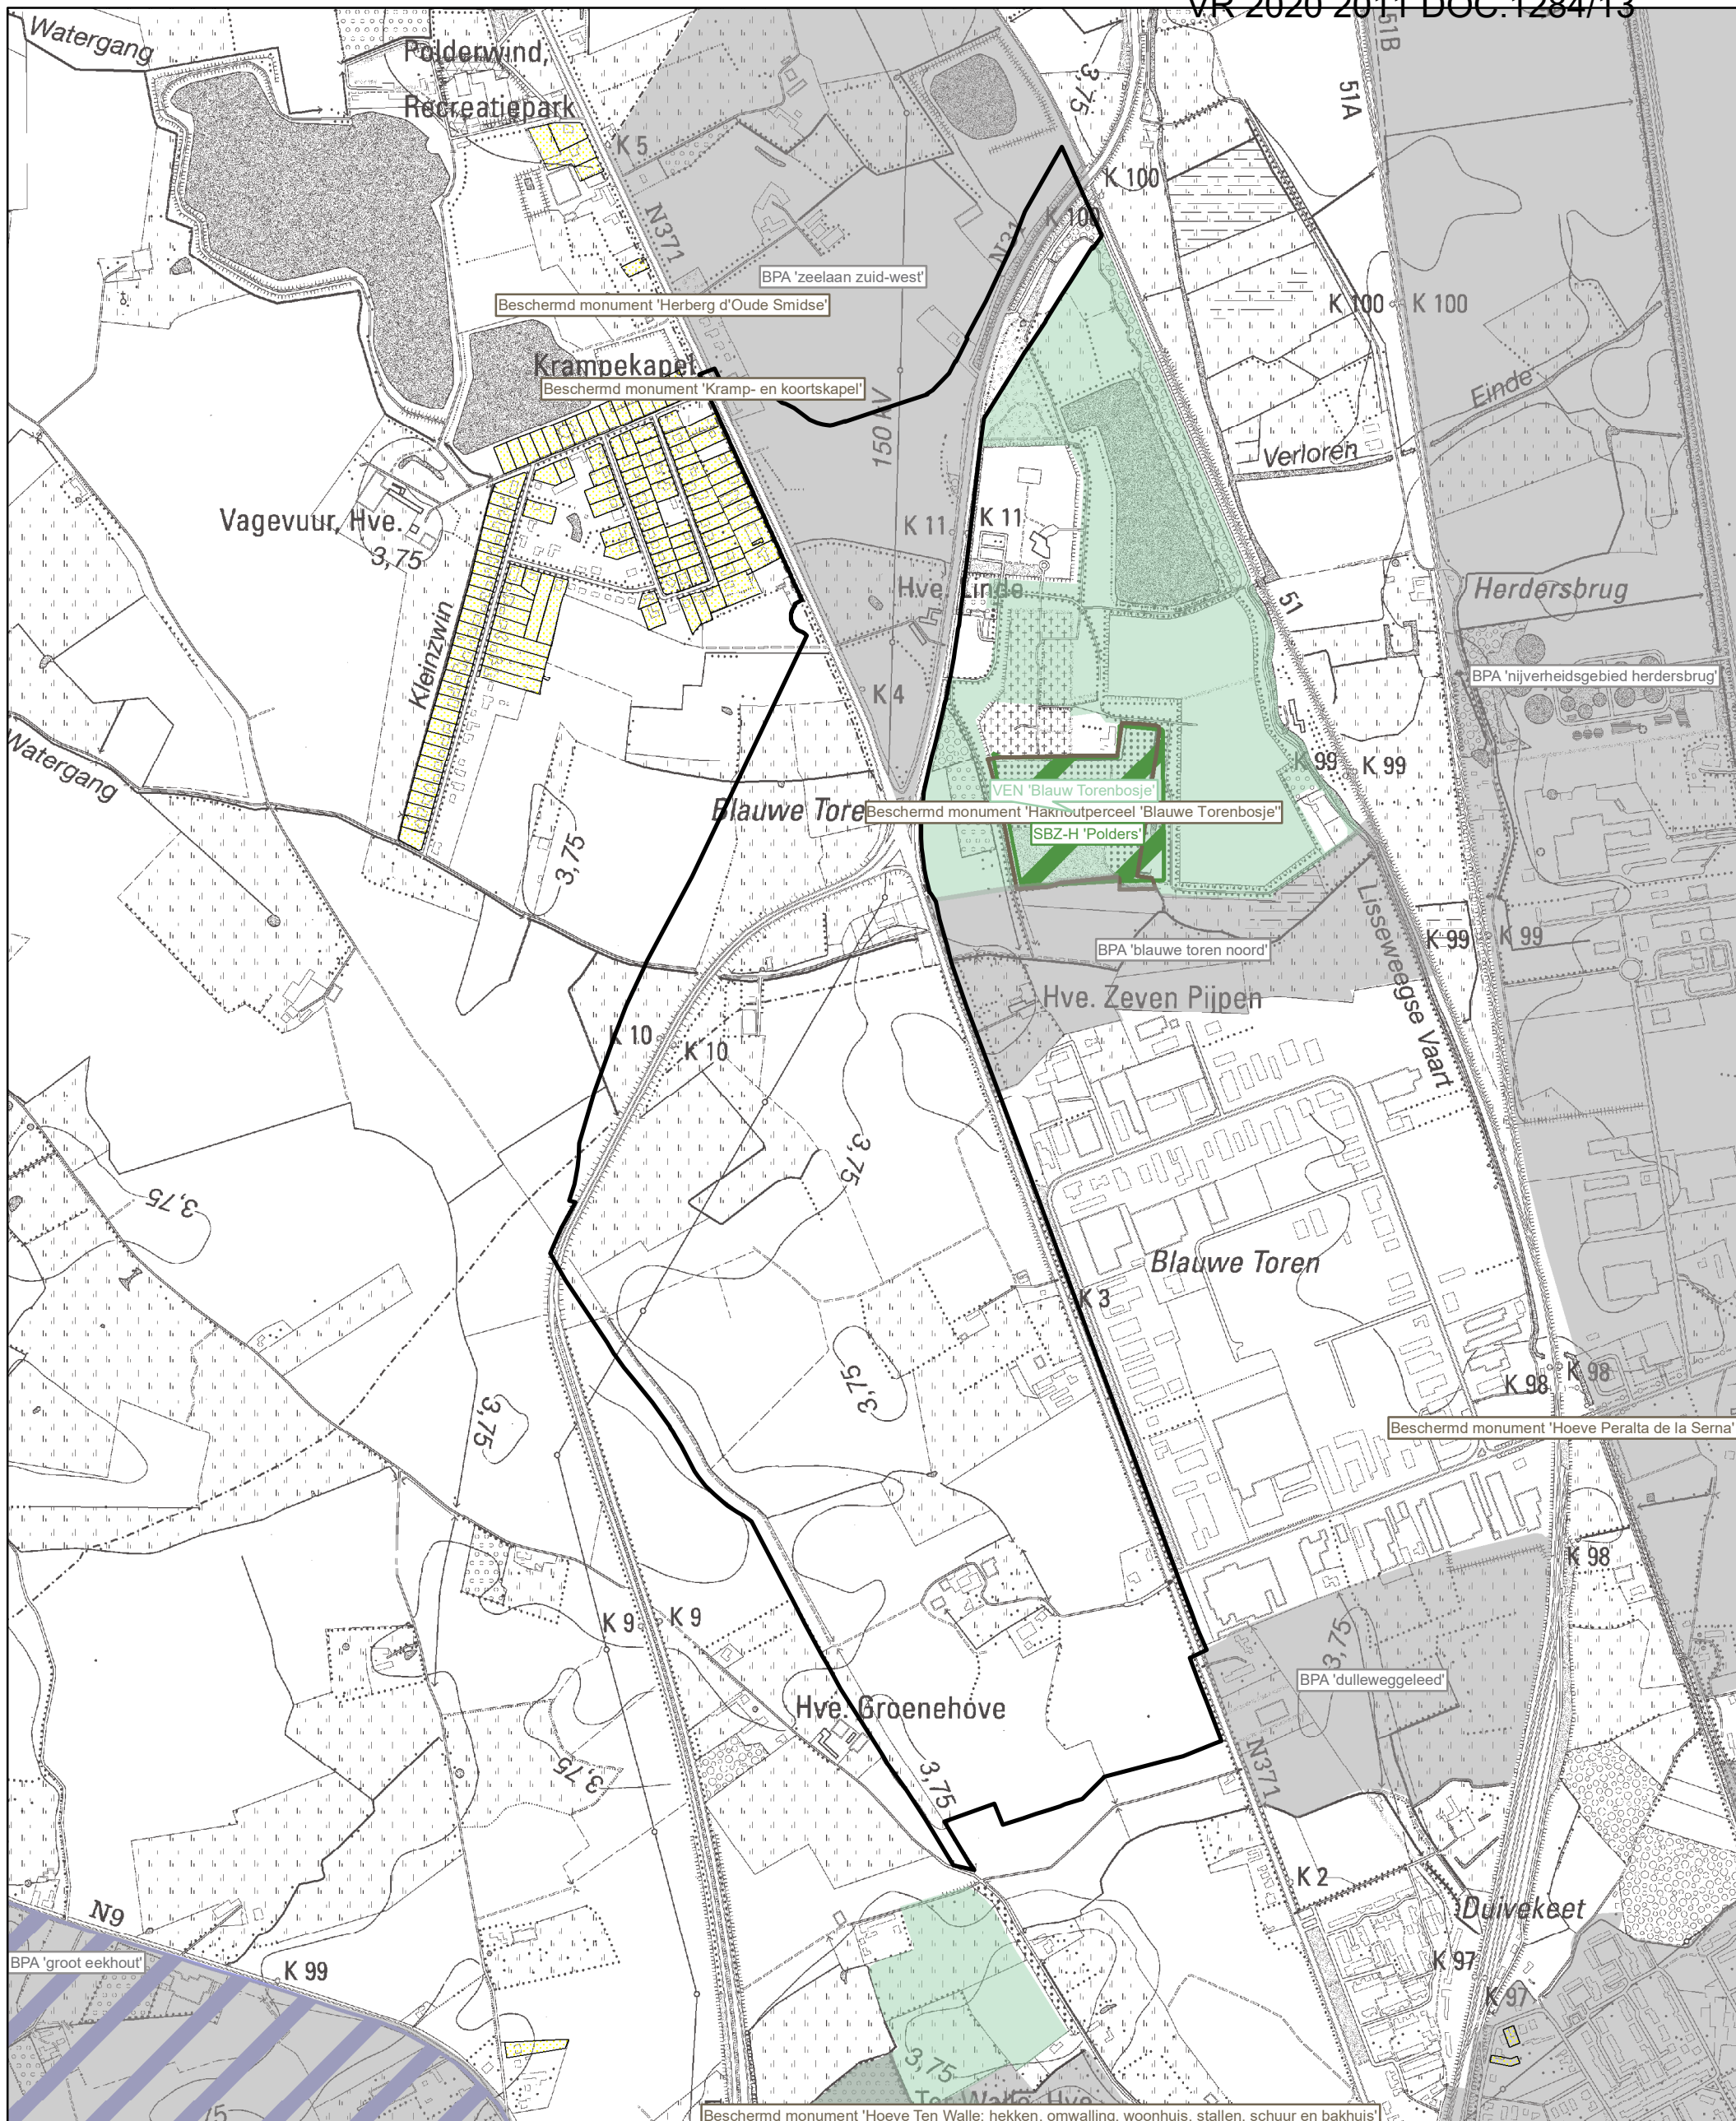 VR 2020 2011 DOC.1284/13
Watergang
Polderwind,
Recreatiepark
K 5
N371
3,75
51B
51A
K 100
K 100
N31
BPA 'zeelaan zuid-west'
Beschermd monument 'Herberg d'Oude Smidse'
K 100
K 100
Krampekapel
Beschermd monument 'Kramp- en koortskapel'
150 KV
Einde
Verloren
Vagevuur, Hve.
3,75
K 11
K 11
Hve. Linde
51
Herdersbrug
Kleinzwin
BPA 'nijverheidsgebied herdersbrug'
K 4
Watergang
K 99
K 99
VEN 'Blauw Torenbosje'
Blauwe Tore
Beschermd monument 'Hakhoutperceel 'Blauwe Torenbosje''
SBZ-H 'Polders'
3,75
Lisseweegse Vaart
K 99
K 99
BPA 'blauwe toren noord'
Hve. Zeven Pijpen
K 10
K 10
3,75
3,75
Blauwe Toren
K 3
3,75
K 98
K 98
3,75
Beschermd monument 'Hoeve Peralta de la Serna'
K 98
K 9
K 9
3,75
BPA 'dulleweggeleed'
Hve. Groenehove
3,75
3,75
N371
K 2
Duivekeet
N9
BPA 'groot eekhout'
K 99
K 97
K 97
3,75
Ter Walle, Hve.
Beschermd monument 'Hoeve Ten Walle: hekken, omwalling, woonhuis, stallen, schuur en bakhuis'
75